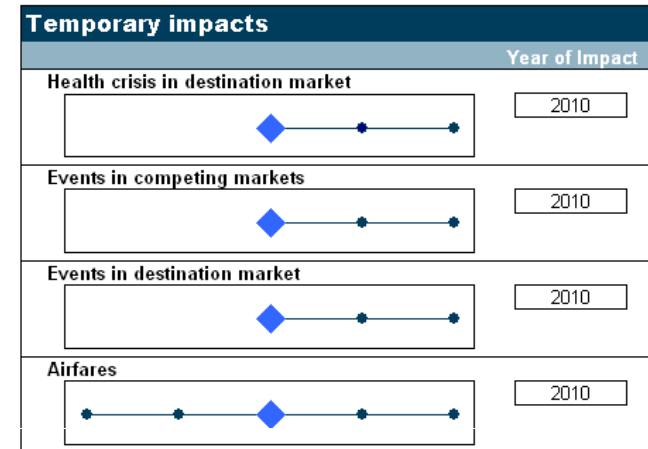 Temporary impacts
Year of Impact
Health crisis in destination market
2010
Events in competing markets
2010
Events in destination market
2010
Airfares
2010